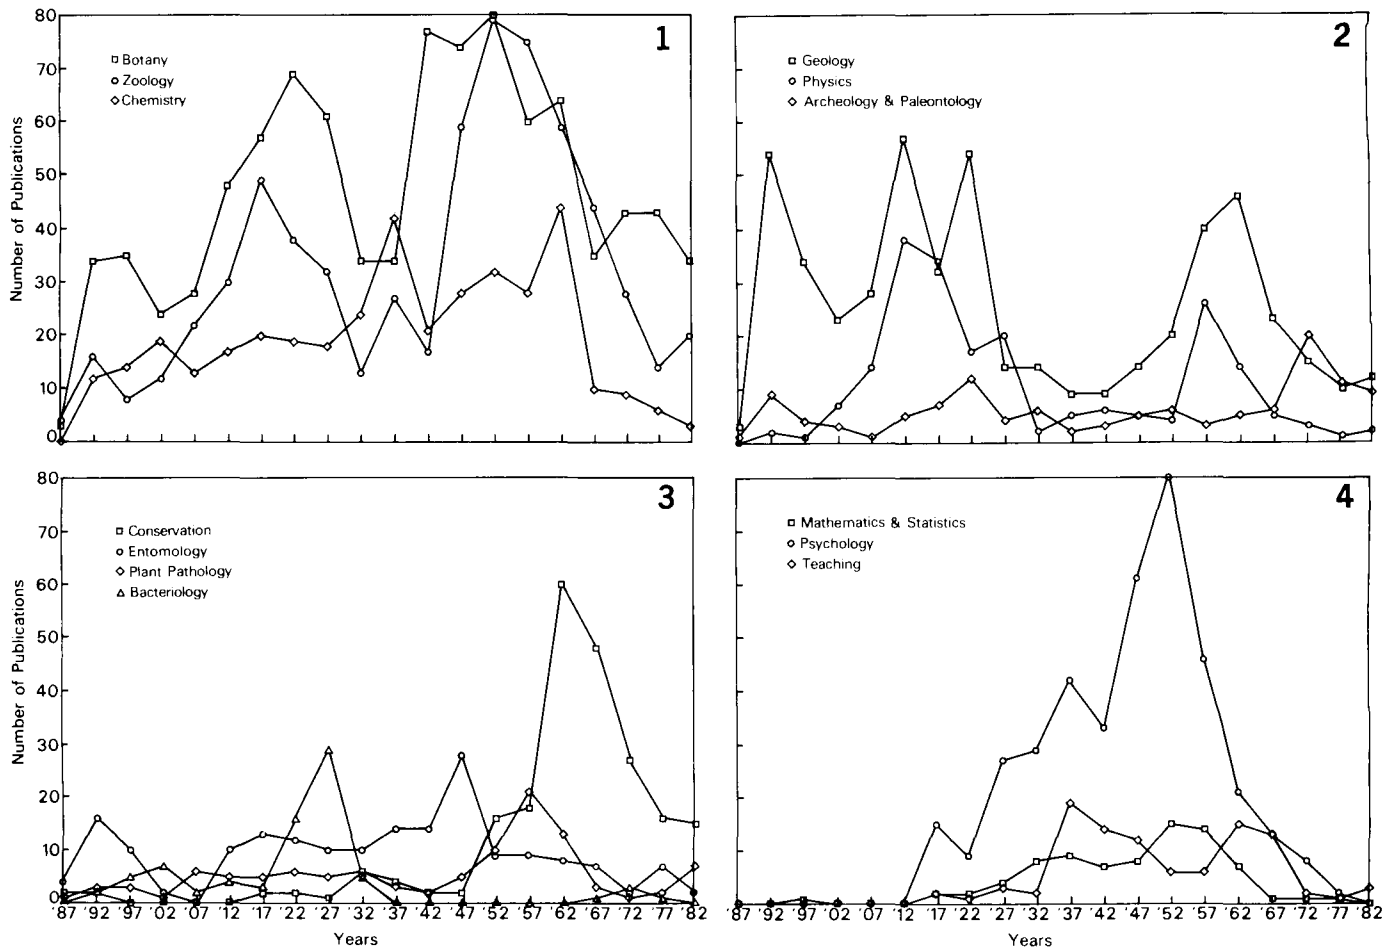 1
80
70
60
50
40
30
20
10
0
Number of Publications
Botany
Zoology
Chemistry
2
Geology
Physics
Archeology & Paleontology
3
80
70
60
50
40
30
20
10
0
Number of Publications
Conservation
Entomology
Plant Pathology
Bacteriology
'87 '92 '97 '02 '07 '12 '17 '22 '27 '32 '37 '42 '47 '52 '57 '62 '67 '72 '77 '82
Years
4
Mathematics & Statistics
Psychology
Teaching
'87 '92 '97 '02 '07 '12 '17 '22 '27 '32 '37 '42 '47 '52 '57 '62 '67 '72 '77 '82
Years